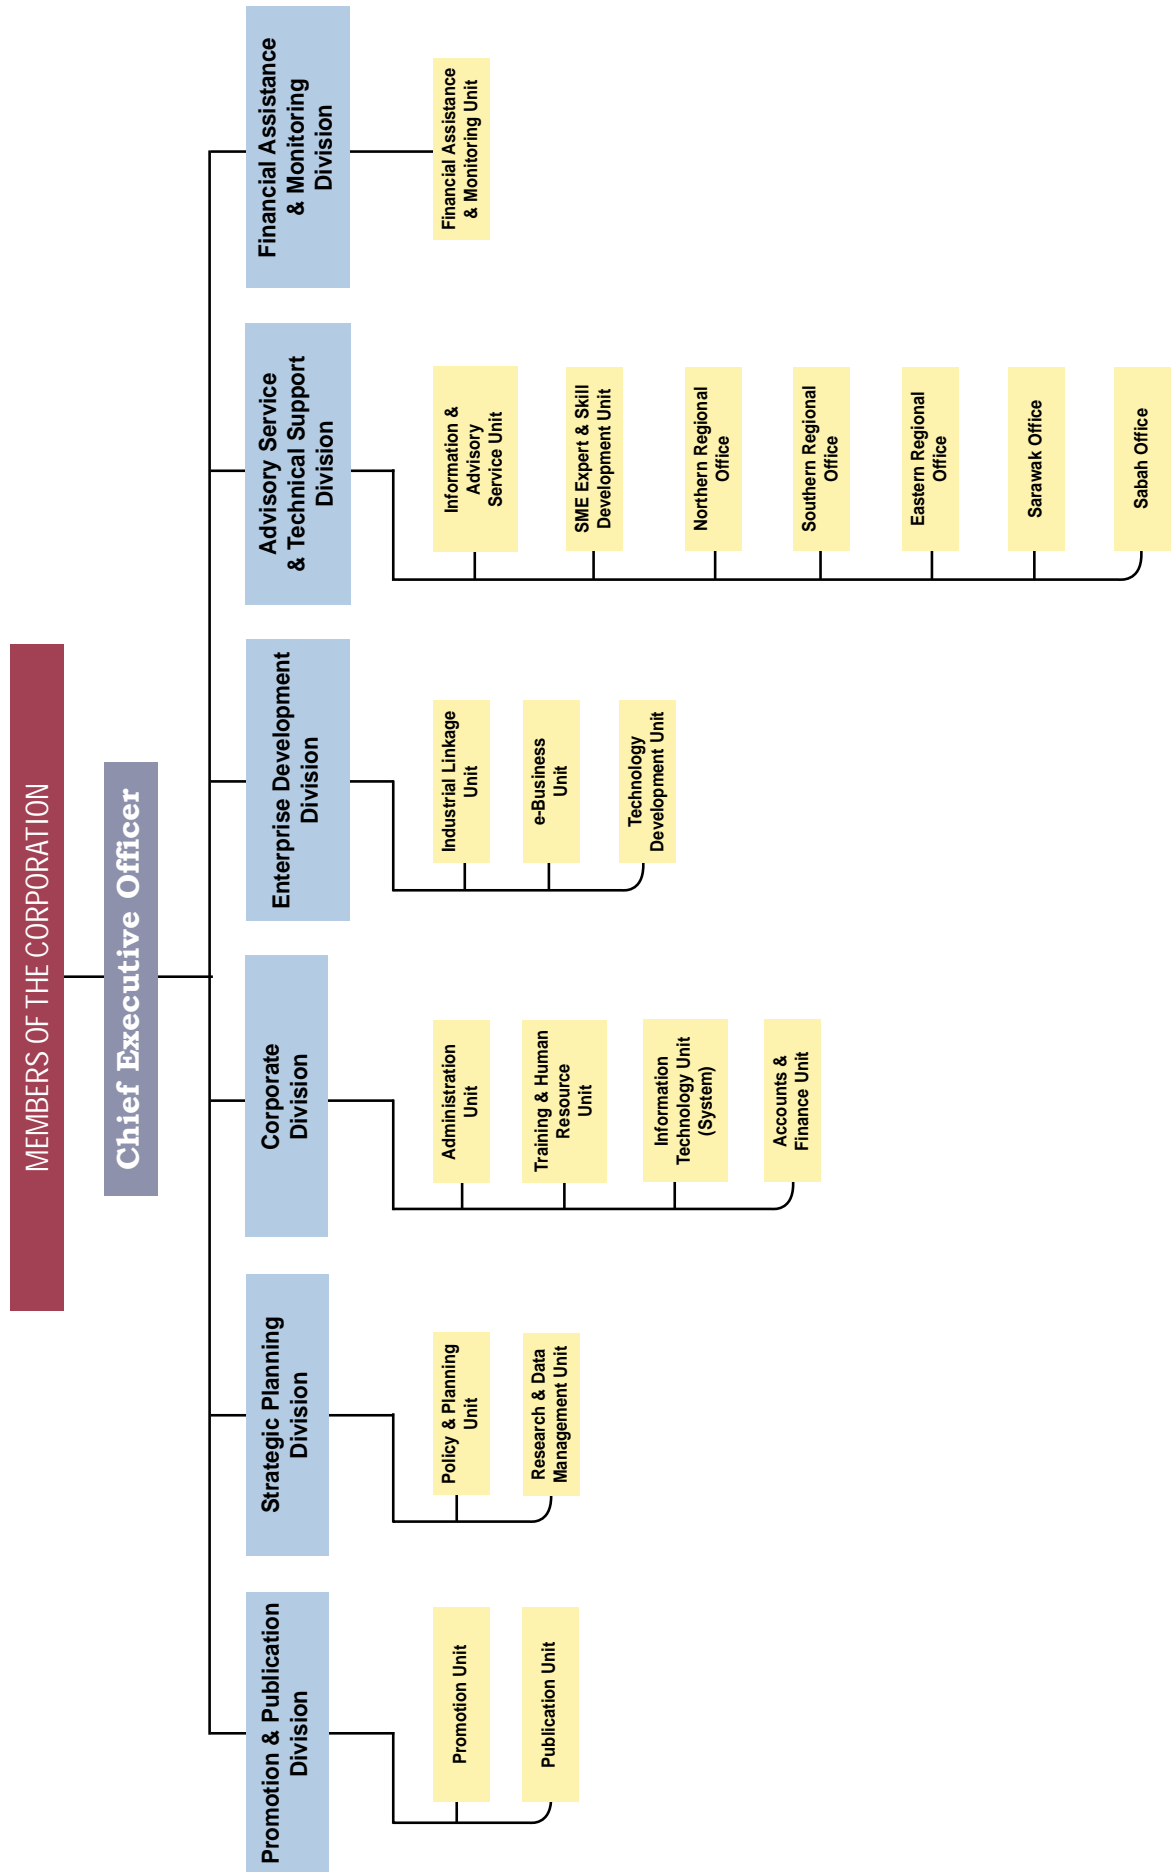 MEMBERS OF THE CORPORATION
Chief Executive Officer
Promotion & Publication
Division
Promotion Unit
Publication Unit
Strategic Planning
Division
Policy & Planning
Unit
Research & Data
Management Unit
Corporate
Division
Administration
Unit
Training & Human
Resource
Unit
Information
Technology Unit
(System)
Accounts &
Finance Unit
Enterprise Development
Division
Industrial Linkage
Unit
e-Business
Unit
Technology
Development Unit
Advisory Service
& Technical Support
Division
Information &
Advisory
Service Unit
SME Expert & Skill
Development Unit
Northern Regional
Office
Southern Regional
Office
Eastern Regional
Office
Sarawak Office
Sabah Office
Financial Assistance
& Monitoring
Division
Financial Assistance
& Monitoring Unit